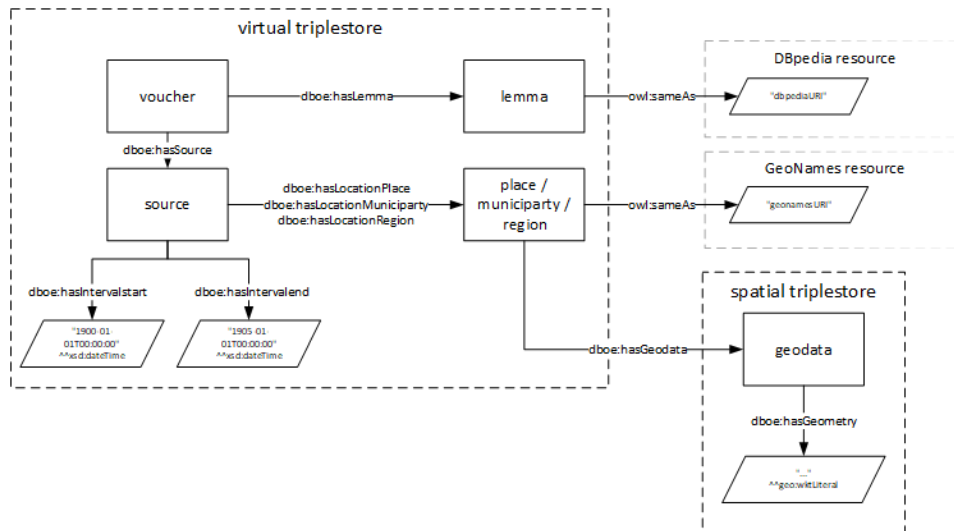 virtual triplestore
voucher
dboe:hasLemma
lemma
owl:sameAs
DBpedia resource
"dbpediaURI"
dboe:hasSource
source
dboe:hasLocationPlace
dboe:hasLocationMuniciparty
dboe:hasLocationRegion
place /
municiparty /
region
owl:sameAs
GeoNames resource
"geonamesURI"
dboe:hasIntervalstart
dboe:hasIntervalend
"1900-01-
01T00:00:00"
^^xsd:dateTime
"1905-01-
01T00:00:00"
^^xsd:dateTime
spatial triplestore
dboe:hasGeodata
geodata
dboe:hasGeometry
"..."
^^geo:wktLiteral